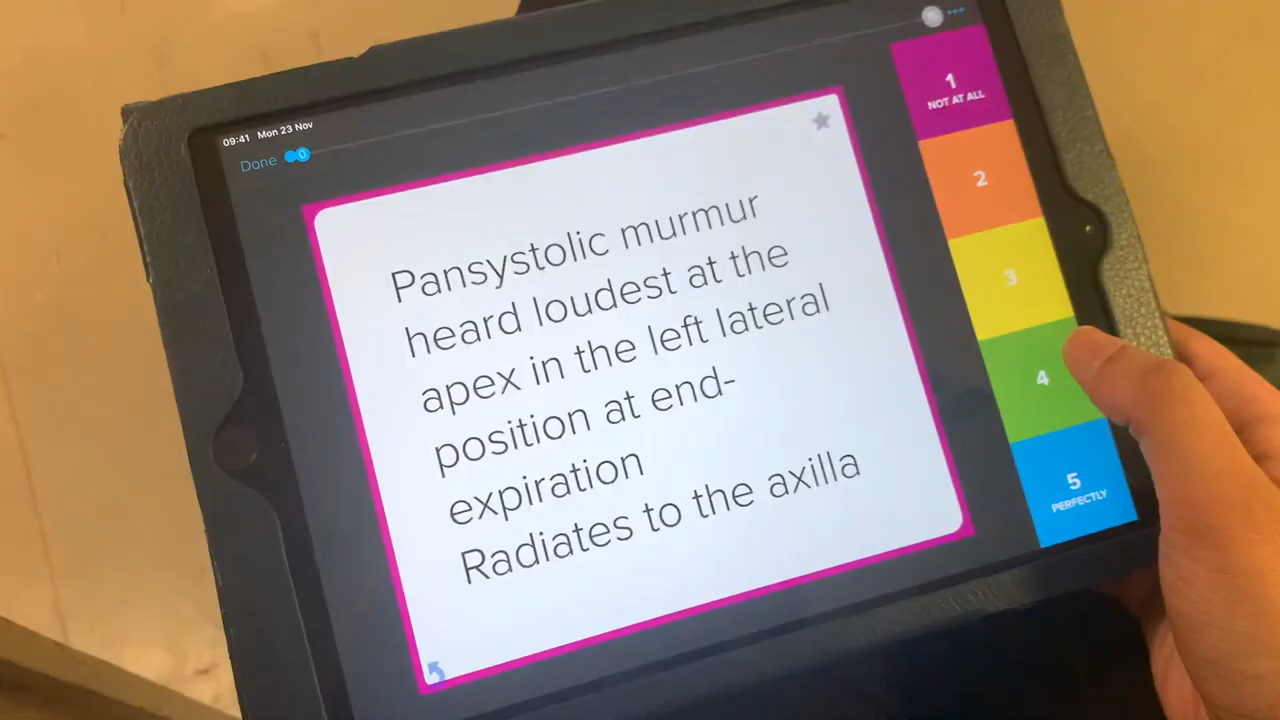 09:41 Mon 23 Nov
Done 0
Pansystolic murmur
heard loudest at the
apex in the left lateral
position at end-
expiration
Radiates to the axilla
1
NOT AT ALL
2
3
4
5
PERFECTLY